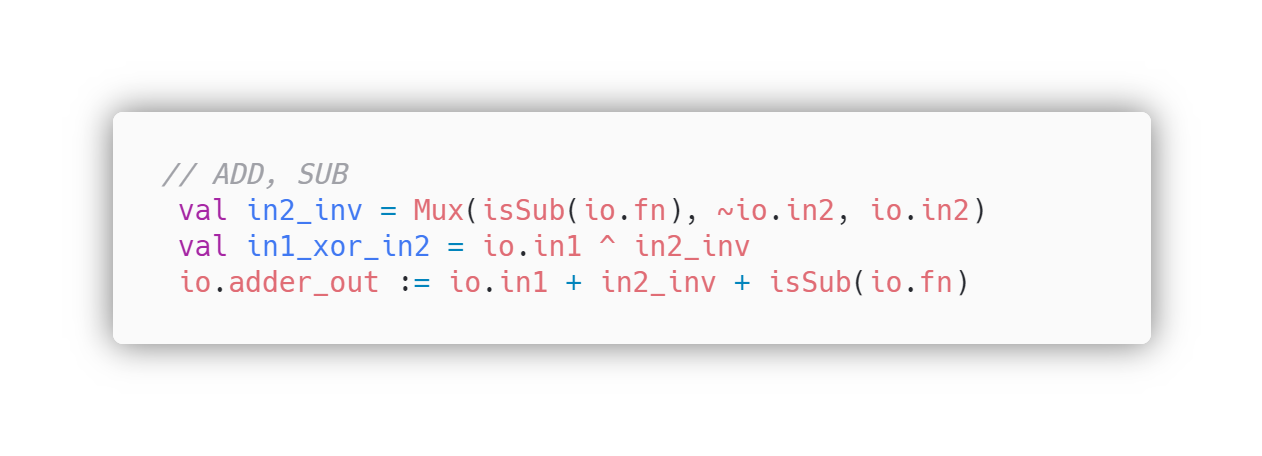 // ADD, SUB
val in2_inv = Mux(isSub(io.fn), ~io.in2, io.in2)
val in1_xor_in2 = io.in1 ^ in2_inv
io.adder_out := io.in1 + in2_inv + isSub(io.fn)